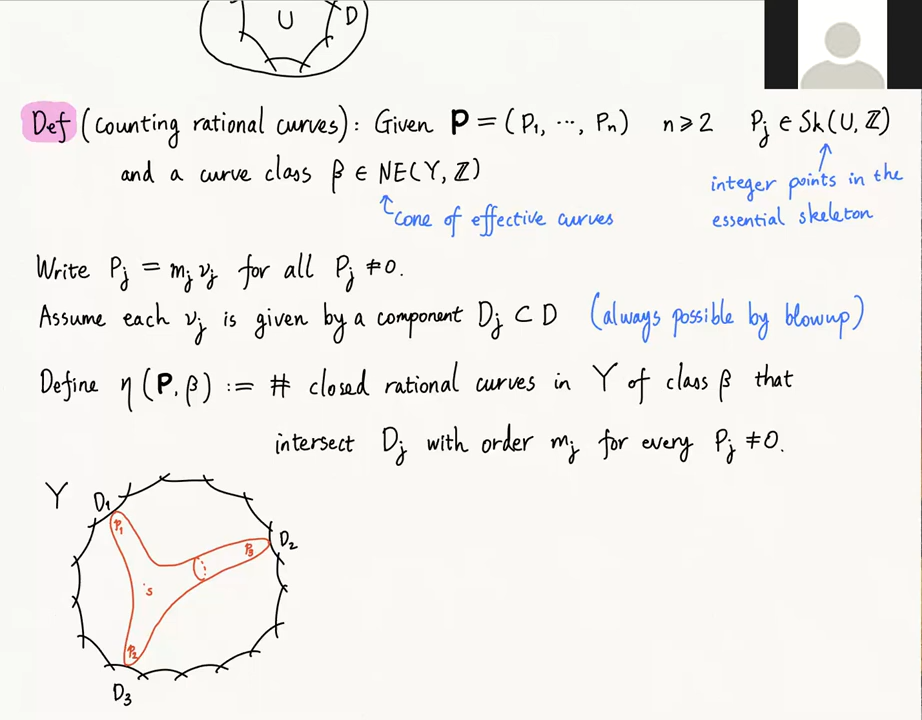 U D
Def (counting rational curves): Given P = (P₁, ⋯, Pₙ) n ≥ 2 Pⱼ ∈ Sk(U, ℤ)
and a curve class β ∈ NE(Y, ℤ)
integer points in the
essential skeleton
cone of effective curves
Write Pⱼ = mⱼ νⱼ for all Pⱼ ≠ 0.
Assume each νⱼ is given by a component Dⱼ ⊂ D (always possible by blowup)
Define η(P, β) := # closed rational curves in Y of class β that
intersect Dⱼ with order mⱼ for every Pⱼ ≠ 0.
Y D₁
P₁
P₃ D₂
s
P₂
D₃